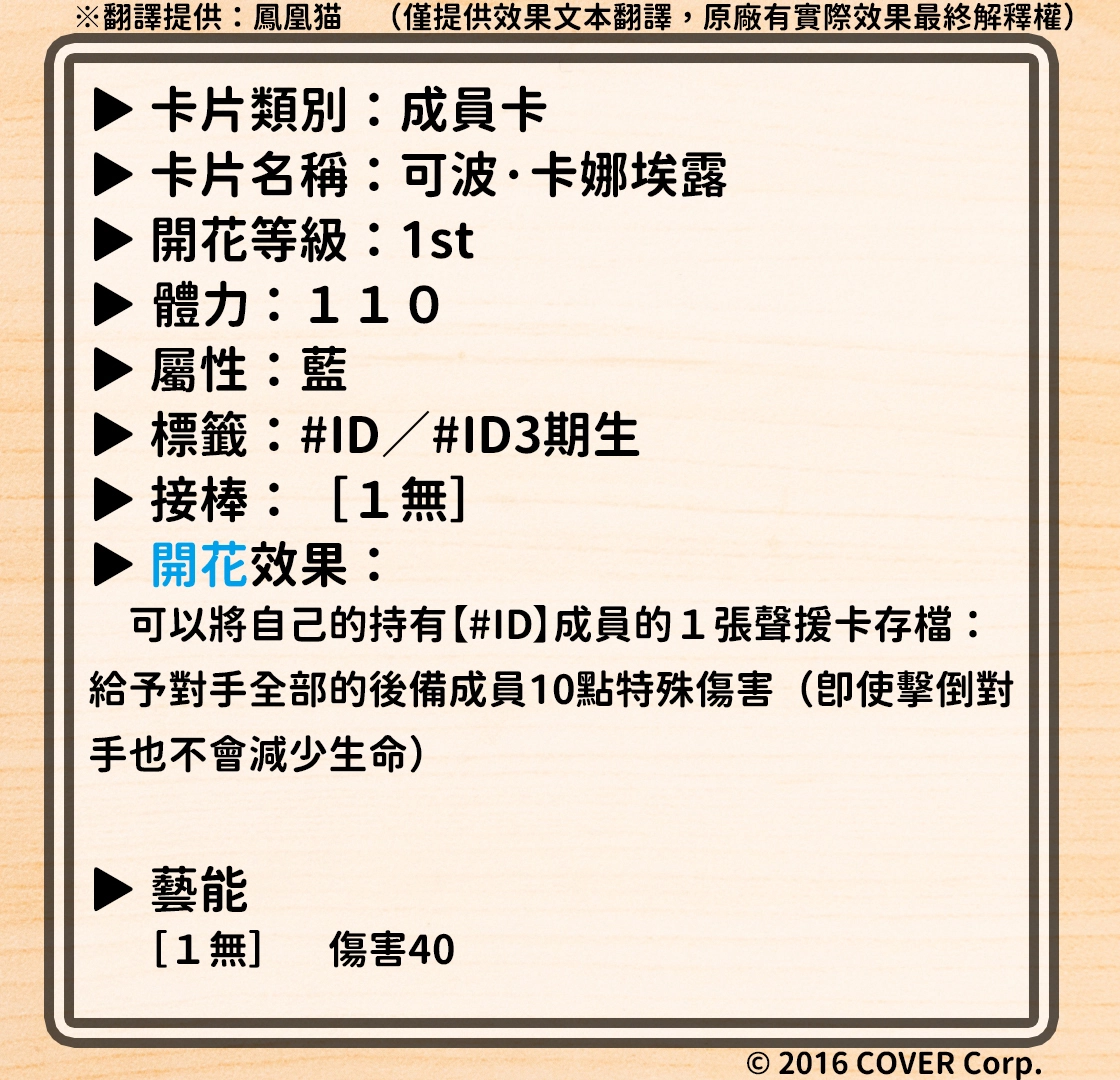 ※翻譯提供：鳳凰猫　（僅提供效果文本翻譯，原廠有實際效果最終解釋權）
▶ 卡片類別：成員卡
▶ 卡片名稱：可波·卡娜埃露
▶ 開花等級：1st
▶ 體力：１１０
▶ 屬性：藍
▶ 標籤：#ID／#ID3期生
▶ 接棒：［１無］
▶ 開花效果：
可以將自己的持有【#ID】成員的１張聲援卡存檔：
給予對手全部的後備成員10點特殊傷害（卽使擊倒對
手也不會減少生命）
▶ 藝能
［１無］　傷害40
© 2016 COVER Corp.